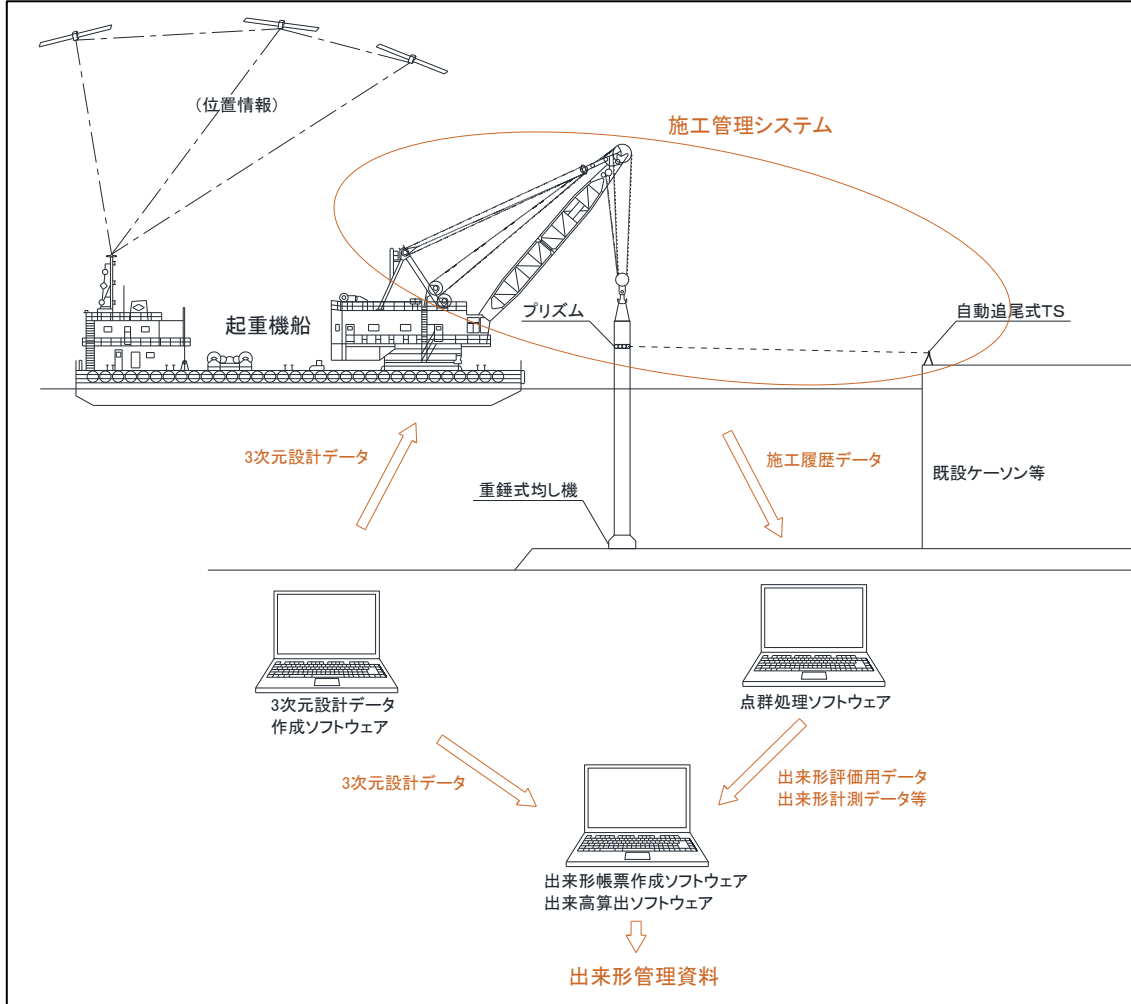 (位置情報)
施工管理システム
プリズム
自動追尾式TS
起重機船
3次元設計データ
施工履歴データ
既設ケーソン等
重錘式均し機
3次元設計データ
作成ソフトウェア
点群処理ソフトウェア
3次元設計データ
出来形評価用データ
出来形計測データ等
出来形帳票作成ソフトウェア
出来高算出ソフトウェア
出来形管理資料